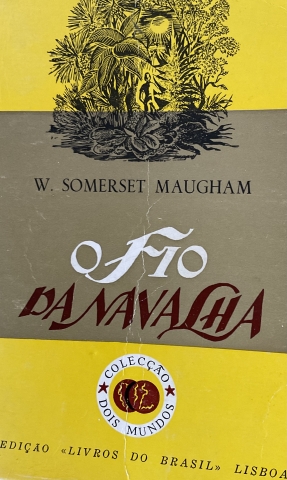 W. SOMERSET MAUGHAM
O FIO
DA NAVALHA
COLECÇÃO
DOIS MUNDOS
EDIÇÃO «LIVROS DO BRASIL» LISBOA